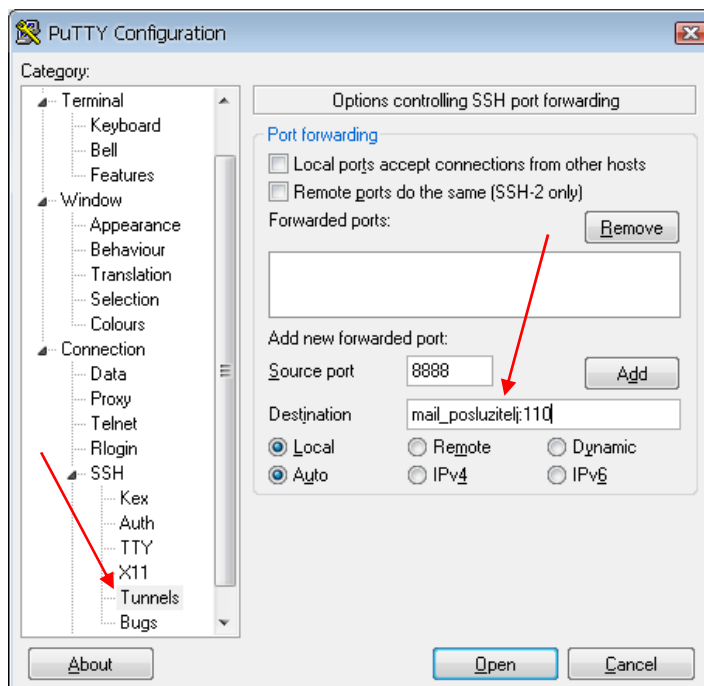 PuTTY Configuration
Category:
Terminal
Keyboard
Bell
Features
Window
Appearance
Behaviour
Translation
Selection
Colours
Connection
Data
Proxy
Telnet
Rlogin
SSH
Kex
Auth
TTY
X11
Tunnels
Bugs
Options controlling SSH port forwarding
Port forwarding
Local ports accept connections from other hosts
Remote ports do the same (SSH-2 only)
Forwarded ports:
Remove
Add new forwarded port:
Source port 8888 Add
Destination mail_posluzitelj:110
Local Remote Dynamic
Auto IPv4 IPv6
About Open Cancel